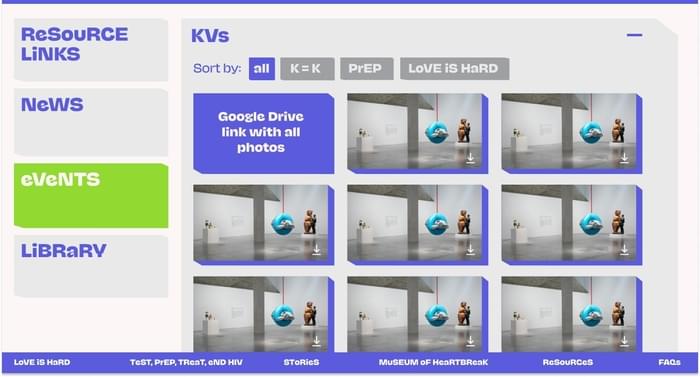 ReSouRCE
LiNKS
NeWS
eVeNTS
LiBRaRY
KVs
Sort by: all K = K PrEP LoVE iS HaRD
Google Drive
link with all
photos
LoVE iS HaRD TeST, PrEP, TReaT, eND HIV SToRieS MuSEUM oF HeaRTBReaK ReSoURCeS FAQs